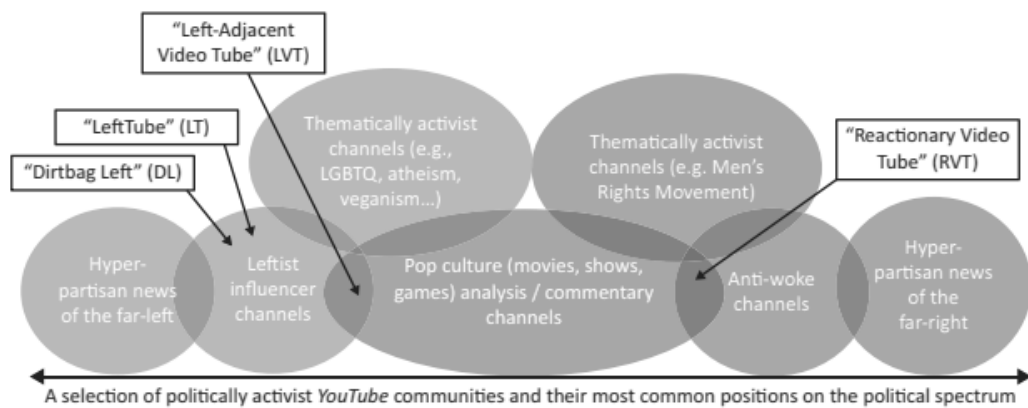 “Left-Adjacent
Video Tube” (LVT)
“LeftTube” (LT)
“Dirtbag Left” (DL)
Thematically activist
channels (e.g.,
LGBTQ, atheism,
veganism...)
Thematically activist
channels (e.g. Men’s
Rights Movement)
“Reactionary Video
Tube” (RVT)
Hyper-
partisan news
of the far-left
Leftist
influencer
channels
Pop culture (movies, shows,
games) analysis / commentary
channels
Anti-woke
channels
Hyper-
partisan news
of the
far-right
A selection of politically activist YouTube communities and their most common positions on the political spectrum